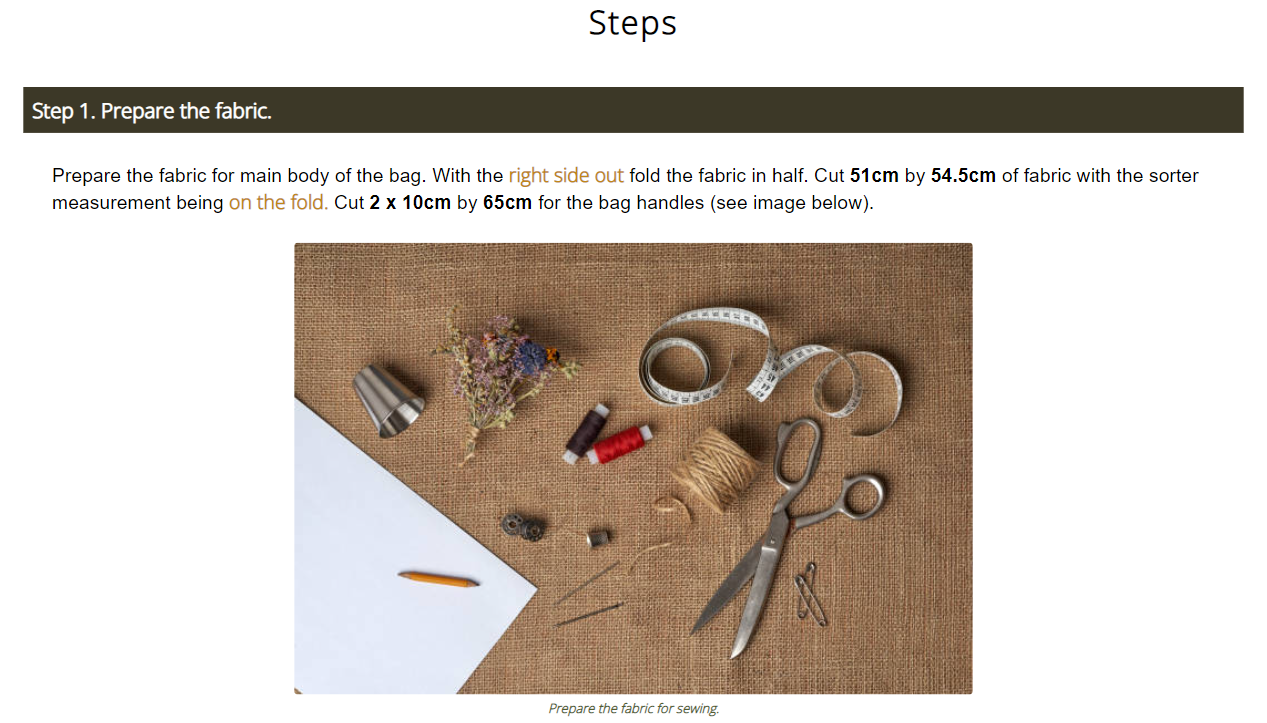 Steps
Step 1. Prepare the fabric.
Prepare the fabric for main body of the bag. With the right side out fold the fabric in half. Cut 51cm by 54.5cm of fabric with the sorter
measurement being on the fold. Cut 2 x 10cm by 65cm for the bag handles (see image below).
Prepare the fabric for sewing.